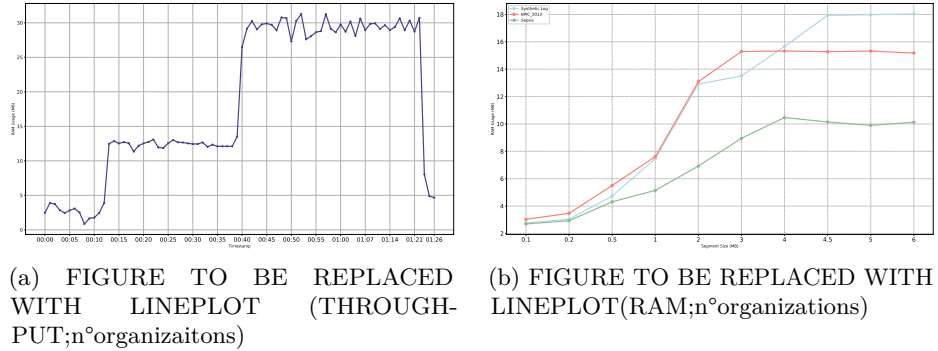 30
25
20
15
10
5
0
RAM Usage (MB)
00:00 00:05 00:10 00:15 00:20 00:25 00:30 00:35 00:40 00:45 00:50 00:55 01:00 01:07 01:14 01:21 01:26
Timestamp
(a) FIGURE TO BE REPLACED
WITH LINEPLOT (THROUGH-
PUT;n°organizaitons)
Synthetic Log
BPIC_2013
Sepsis
18
16
14
12
10
8
6
4
2
RAM Usage (MB)
0.1 0.2 0.5 1 2 3 4 4.5 5 6
Segment Size (MB)
(b) FIGURE TO BE REPLACED WITH
LINEPLOT(RAM;n°organizations)